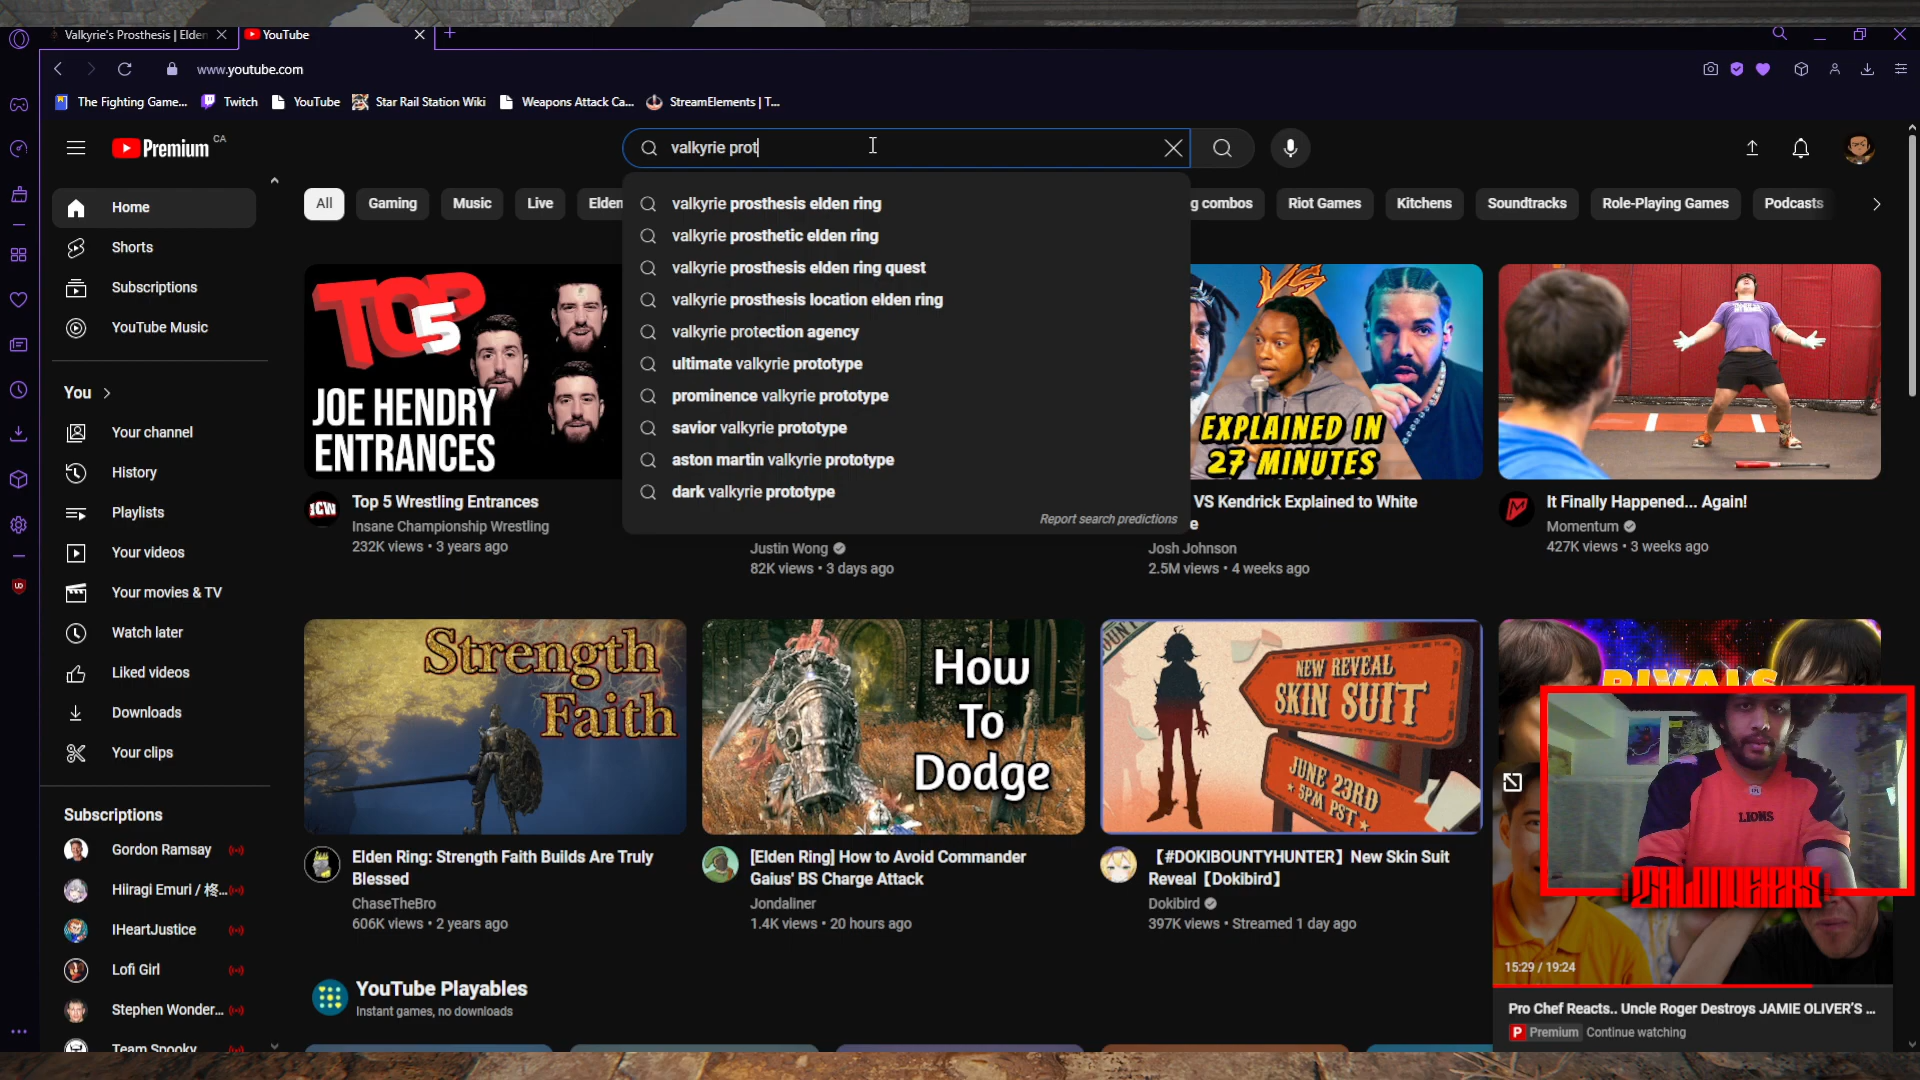 Valkyrie's Prosthesis | Elden
YouTube
www.youtube.com
The Fighting Game...
Twitch
YouTube
Star Rail Station Wiki
Weapons Attack Ca...
StreamElements | T...
Premium
CA
valkyrie prot
Home
Shorts
Subscriptions
YouTube Music
You
Your channel
History
Playlists
Your videos
Your movies & TV
Watch later
Liked videos
Downloads
Your clips
Subscriptions
Gordon Ramsay
Hiiragi Emuri / 柊...
IHeartJustice
Lofi Girl
Stephen Wonder...
Team Spooky
All
Gaming
Music
Live
Elden
g combos
Riot Games
Kitchens
Soundtracks
Role-Playing Games
Podcasts
valkyrie prosthesis elden ring
valkyrie prosthetic elden ring
valkyrie prosthesis elden ring quest
valkyrie prosthesis location elden ring
valkyrie protection agency
ultimate valkyrie prototype
prominence valkyrie prototype
savior valkyrie prototype
aston martin valkyrie prototype
dark valkyrie prototype
Report search predictions
TOP
5
JOE HENDRY
ENTRANCES
ICW
Top 5 Wrestling Entrances
Insane Championship Wrestling
232K views • 3 years ago
Justin Wong
82K views • 3 days ago
VS
EXPLAINED IN
27 MINUTES
VS Kendrick Explained to White
e
Josh Johnson
2.5M views • 4 weeks ago
It Finally Happened... Again!
Momentum
427K views • 3 weeks ago
Strength
Faith
Elden Ring: Strength Faith Builds Are Truly
Blessed
ChaseTheBro
606K views • 2 years ago
How
To
Dodge
[Elden Ring] How to Avoid Commander
Gaius' BS Charge Attack
Jondaliner
1.4K views • 20 hours ago
NEW REVEAL
SKIN SUIT
JUNE 23RD
5PM PST
【#DOKIBOUNTYHUNTER】New Skin Suit
Reveal【Dokibird】
Dokibird
397K views • Streamed 1 day ago
RIVALS
LIONS
15:29 / 19:24
Pro Chef Reacts.. Uncle Roger Destroys JAMIE OLIVER'S ...
P Premium Continue watching
YouTube Playables
Instant games, no downloads